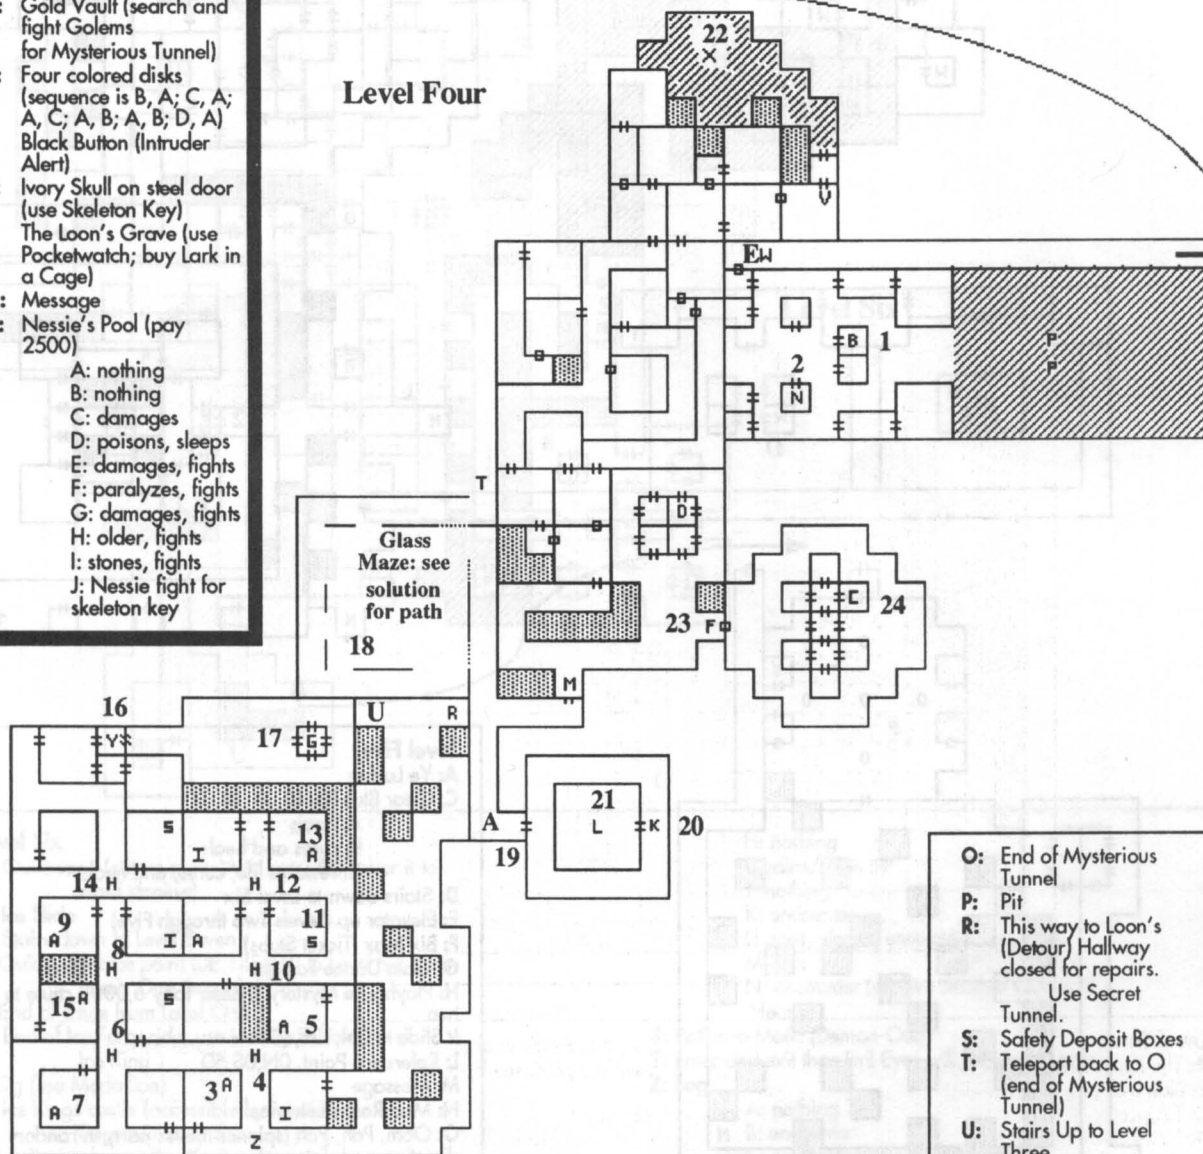 : Gold Vault (search and
fight Golems
for Mysterious Tunnel)
: Four colored disks
(sequence is B, A; C, A;
A, C; A, B; A, B; D, A)
Black Button (Intruder
Alert)
: Ivory Skull on steel door
(use Skeleton Key)
The Loon's Grave (use
Pocketwatch; buy Lark in
a Cage)
: Message
: Nessie's Pool (pay
2500)
A: nothing
B: nothing
C: damages
D: poisons, sleeps
E: damages, fights
F: paralyzes, fights
G: damages, fights
H: older, fights
I: stones, fights
J: Nessie fight for
skeleton key
Level Four
22
X
V
EW
P
P
B 1
2
N
T
D
Glass
Maze: see
solution
for path
18
C 24
23 F
M
16
U R
17 G
Y
21
A L K 20
19
S
I
13
A
14 H H 12
9
A
8
I A
11
S
H H 10
15 A S
6 A 5
H H
7
A
3 A 4
I
Z
O: End of Mysterious
Tunnel
P: Pit
R: This way to Loon's
(Detour) Hallway
closed for repairs.
Use Secret
Tunnel.
S: Safety Deposit Boxes
T: Teleport back to O
(end of Mysterious
Tunnel)
U: Stairs Up to Level
Three